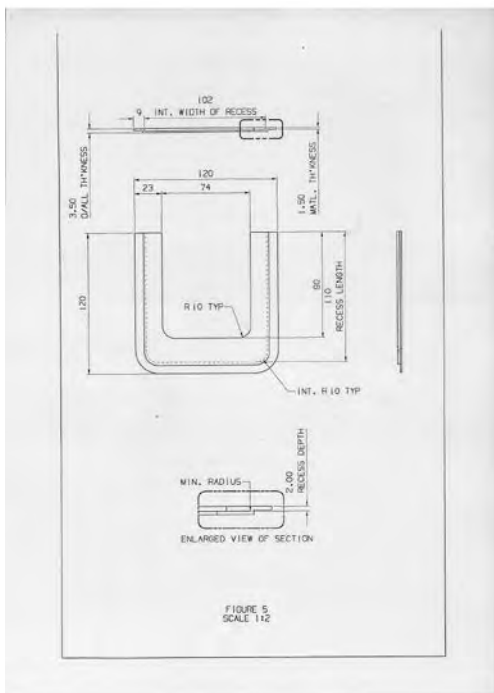 102
9 INT. WIDTH OF RECESS
3.50
O/ALL TH'KNESS
1.50
MATL. TH'KNESS
120
23 74
120
90
110
RECESS LENGTH
R10 TYP
INT. R10 TYP
2.00
RECESS DEPTH
MIN. RADIUS
ENLARGED VIEW OF SECTION
FIGURE 5
SCALE 1:2